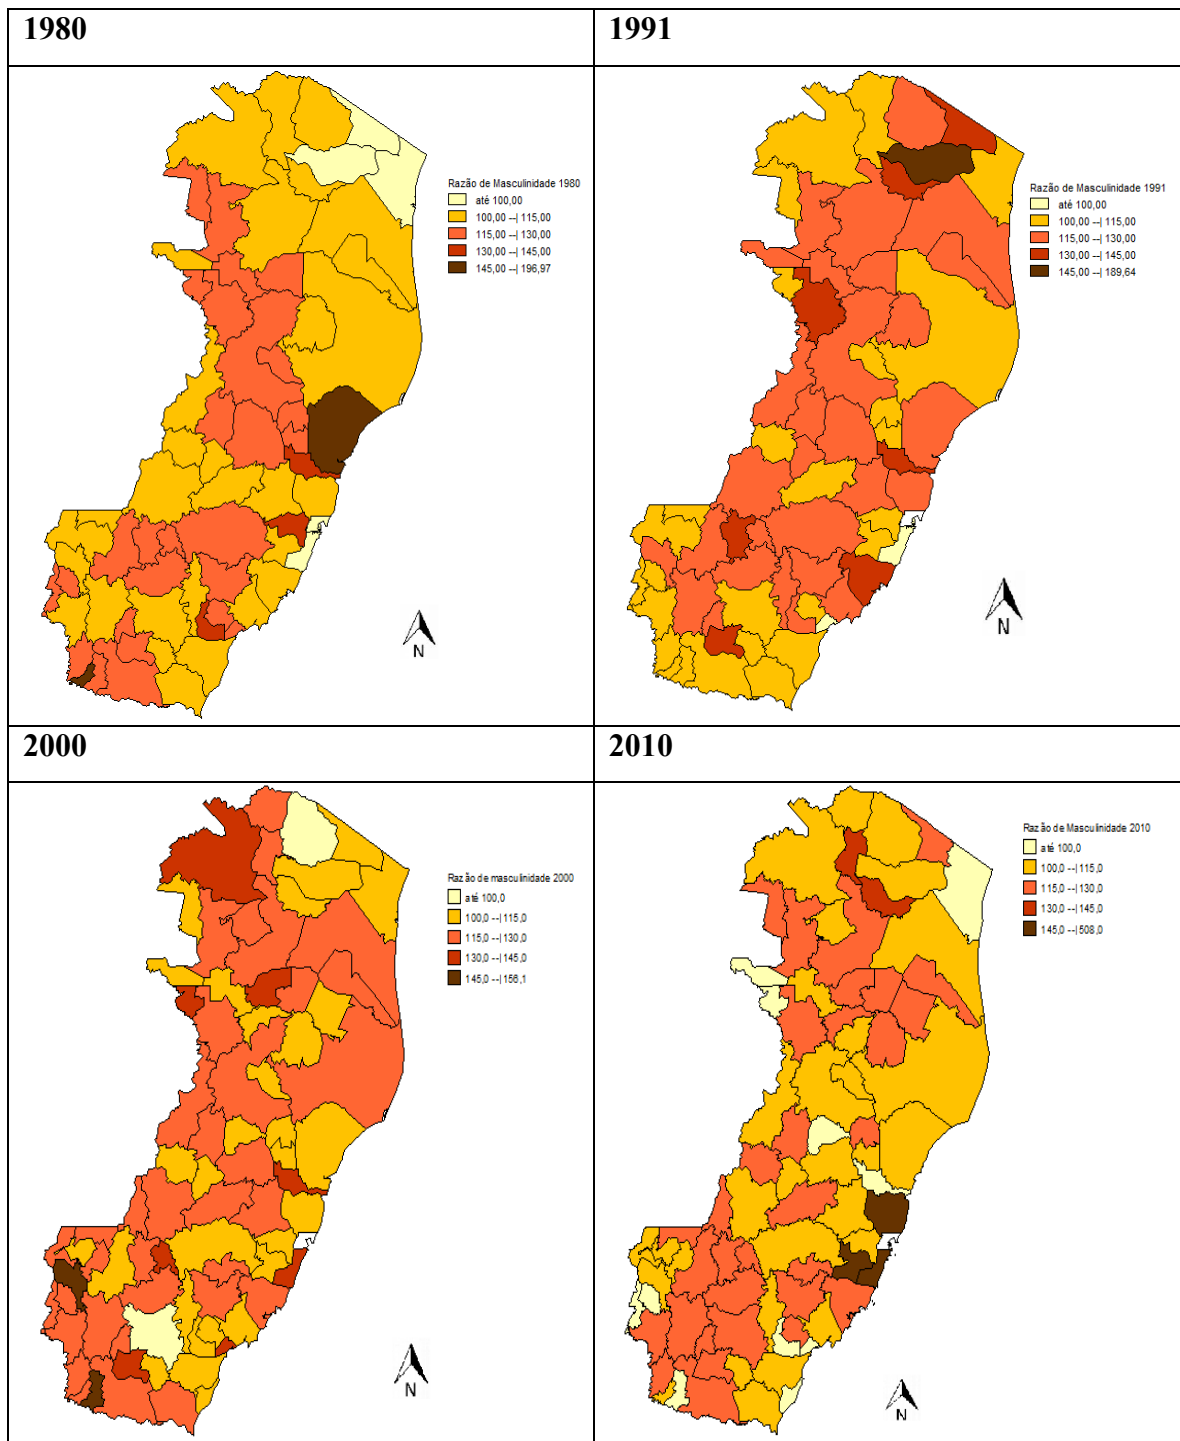 1980
1991
Razão de Masculinidade 1980
até 100,00
100,00 --| 115,00
115,00 --| 130,00
130,00 --| 145,00
145,00 --| 196,97
N
Razão de Masculinidade 1991
até 100,00
100,00 --| 115,00
115,00 --| 130,00
130,00 --| 145,00
145,00 --| 189,64
N
2000
2010
Razão de masculinidade 2000
até 100,0
100,0 --| 115,0
115,0 --| 130,0
130,0 --| 145,0
145,0 --| 156,1
N
Razão de Masculinidade 2010
até 100,0
100,0 --| 115,0
115,0 --| 130,0
130,0 --| 145,0
145,0 --| 508,0
N